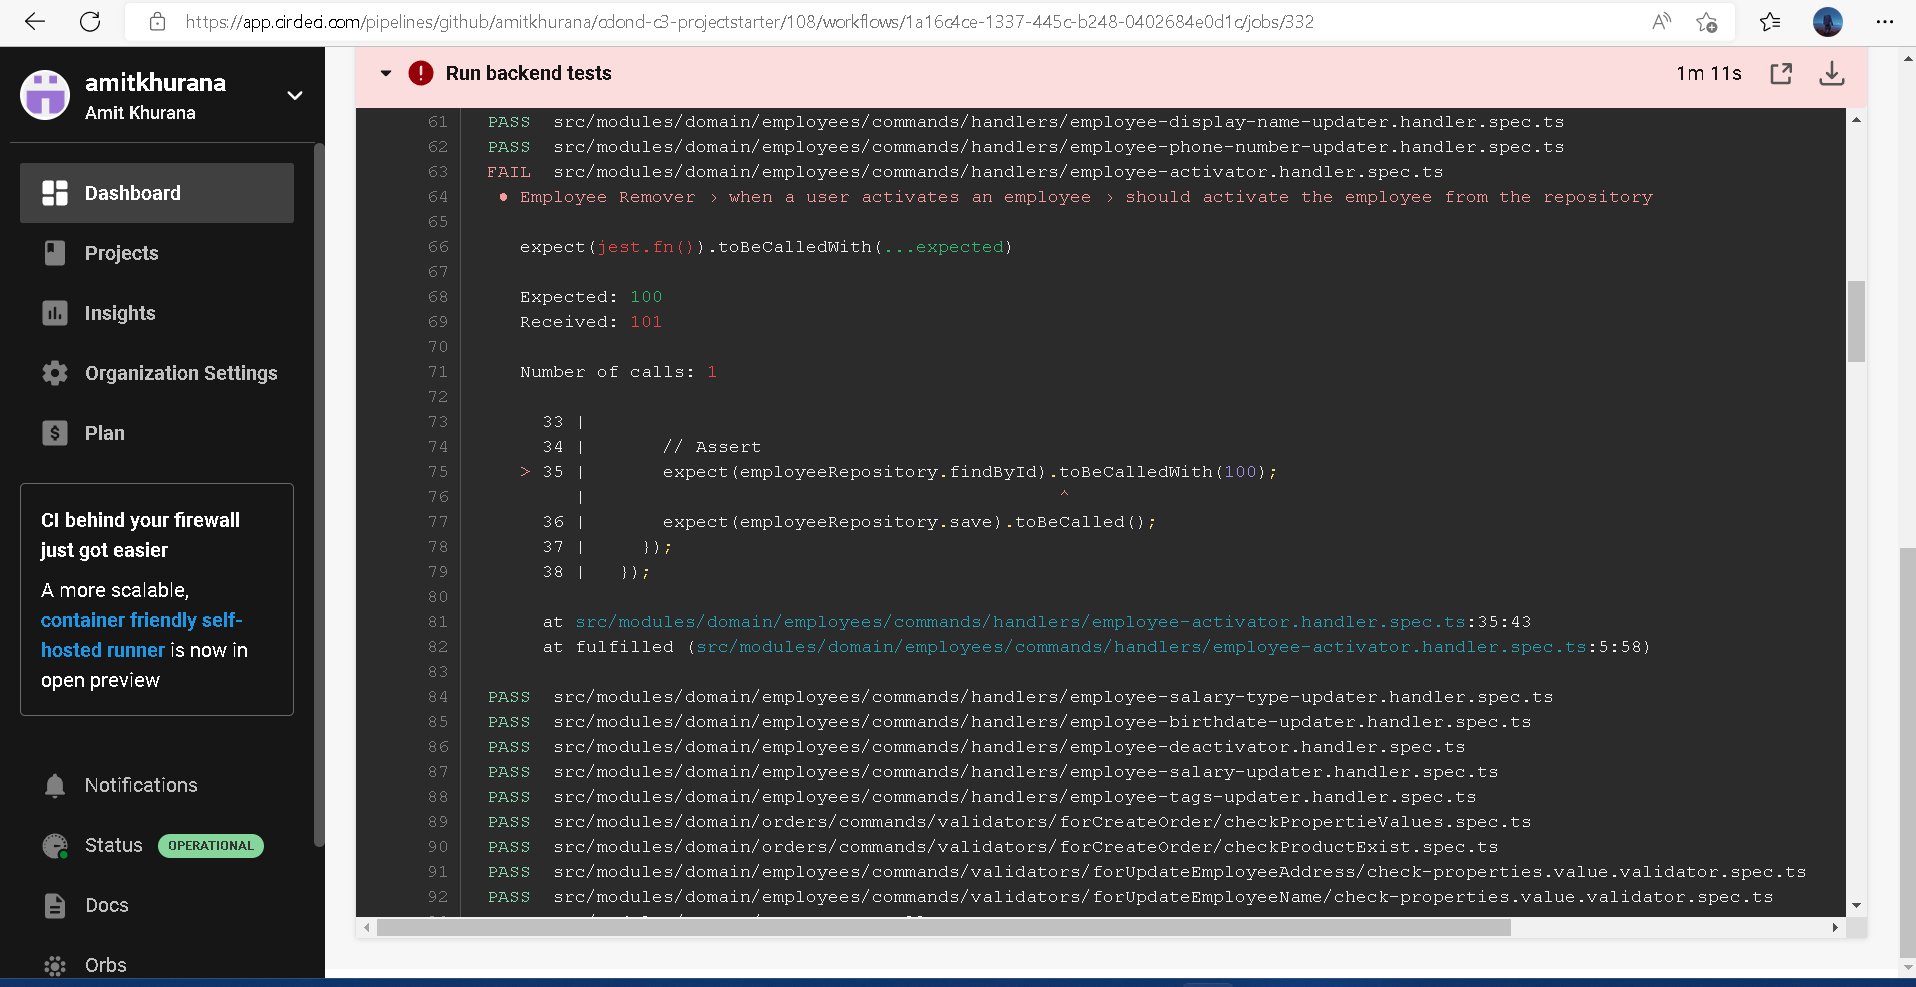 https://app.circleci.com/pipelines/github/amitkhurana/cdond-c3-projectstarter/108/workflows/1a16c4ce-1337-445c-b248-0402684e0d1c/jobs/332
amitkhurana
Amit Khurana
Dashboard
Projects
Insights
Organization Settings
Plan
CI behind your firewall
just got easier
A more scalable,
container friendly self-
hosted runner is now in
open preview
Notifications
Status OPERATIONAL
Docs
Orbs
Run backend tests
1m 11s
61 PASS src/modules/domain/employees/commands/handlers/employee-display-name-updater.handler.spec.ts
62 PASS src/modules/domain/employees/commands/handlers/employee-phone-number-updater.handler.spec.ts
63 FAIL src/modules/domain/employees/commands/handlers/employee-activator.handler.spec.ts
64 ● Employee Remover › when a user activates an employee › should activate the employee from the repository
65
66 expect(jest.fn()).toBeCalledWith(...expected)
67
68 Expected: 100
69 Received: 101
70
71 Number of calls: 1
72
73 33 |
74 34 | // Assert
75 > 35 | expect(employeeRepository.findById).toBeCalledWith(100);
76 | ^
77 36 | expect(employeeRepository.save).toBeCalled();
78 37 | });
79 38 | });
80
81 at src/modules/domain/employees/commands/handlers/employee-activator.handler.spec.ts:35:43
82 at fulfilled (src/modules/domain/employees/commands/handlers/employee-activator.handler.spec.ts:5:58)
83
84 PASS src/modules/domain/employees/commands/handlers/employee-salary-type-updater.handler.spec.ts
85 PASS src/modules/domain/employees/commands/handlers/employee-birthdate-updater.handler.spec.ts
86 PASS src/modules/domain/employees/commands/handlers/employee-deactivator.handler.spec.ts
87 PASS src/modules/domain/employees/commands/handlers/employee-salary-updater.handler.spec.ts
88 PASS src/modules/domain/employees/commands/handlers/employee-tags-updater.handler.spec.ts
89 PASS src/modules/domain/orders/commands/validators/forCreateOrder/checkPropertieValues.spec.ts
90 PASS src/modules/domain/orders/commands/validators/forCreateOrder/checkProductExist.spec.ts
91 PASS src/modules/domain/employees/commands/validators/forUpdateEmployeeAddress/check-properties.value.validator.spec.ts
92 PASS src/modules/domain/employees/commands/validators/forUpdateEmployeeName/check-properties.value.validator.spec.ts